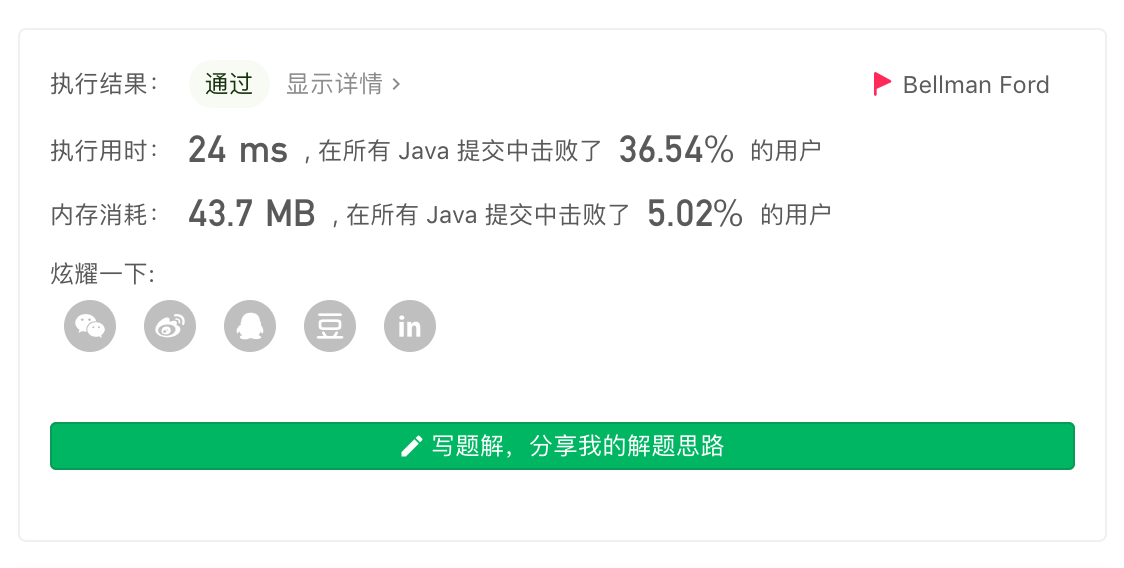 执行结果： 通过 显示详情 › Bellman Ford
执行用时： 24 ms , 在所有 Java 提交中击败了 36.54% 的用户
内存消耗： 43.7 MB , 在所有 Java 提交中击败了 5.02% 的用户
炫耀一下:
豆 in
写题解，分享我的解题思路